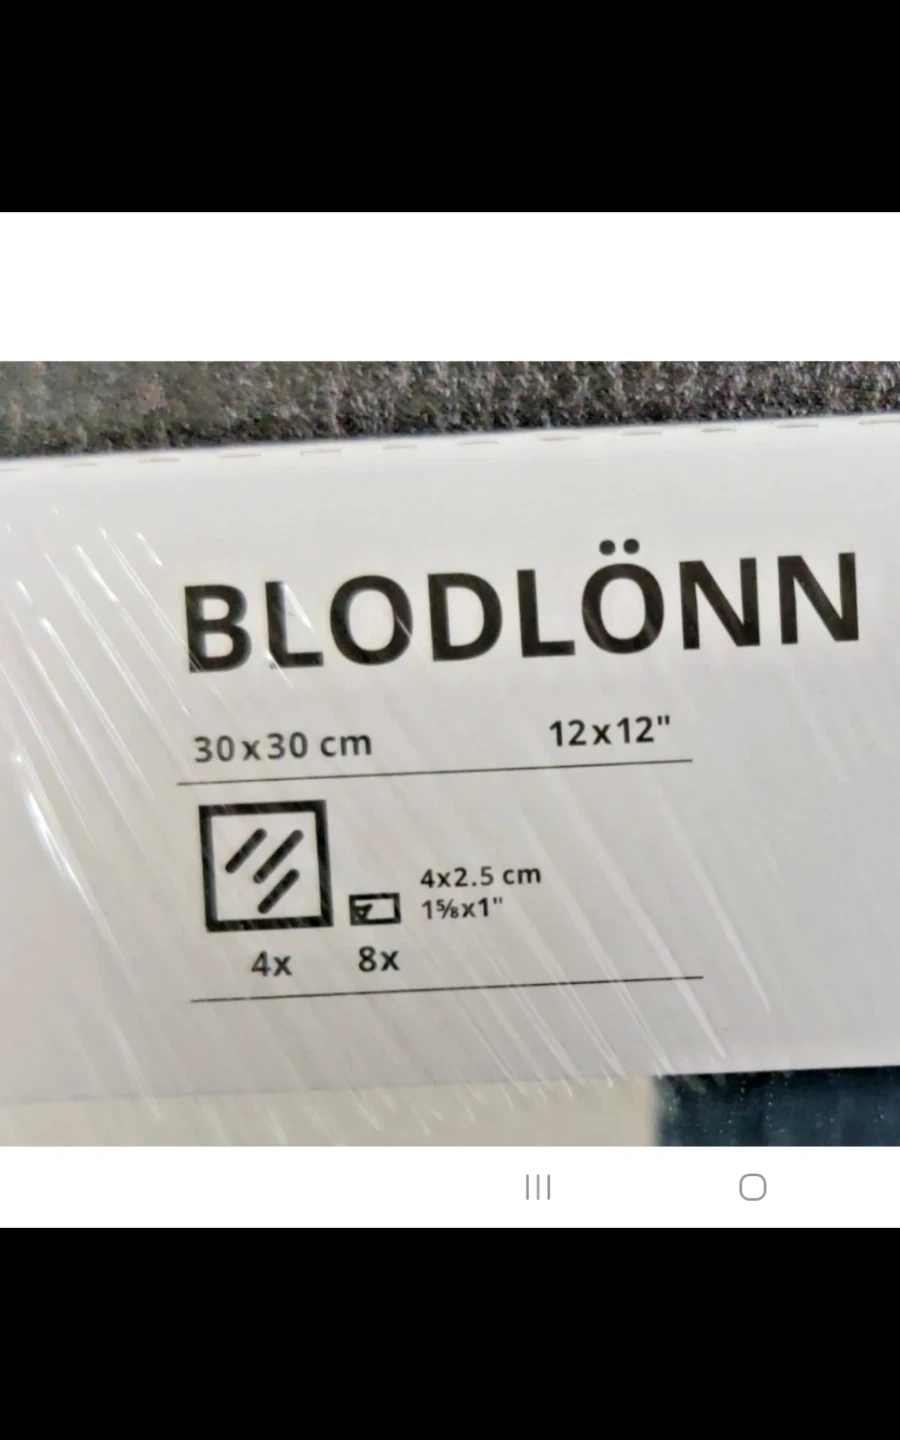 BLODLÖNN
30x30 cm 12x12"
4x2.5 cm
1⅝x1"
4x 8x